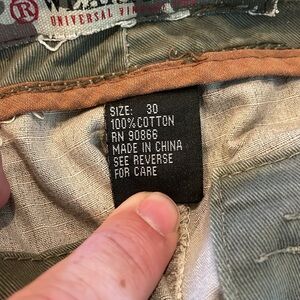 ®
UNIVERSAL
SIZE: 30
100%COTTON
RN 90866
MADE IN CHINA
SEE REVERSE
FOR CARE